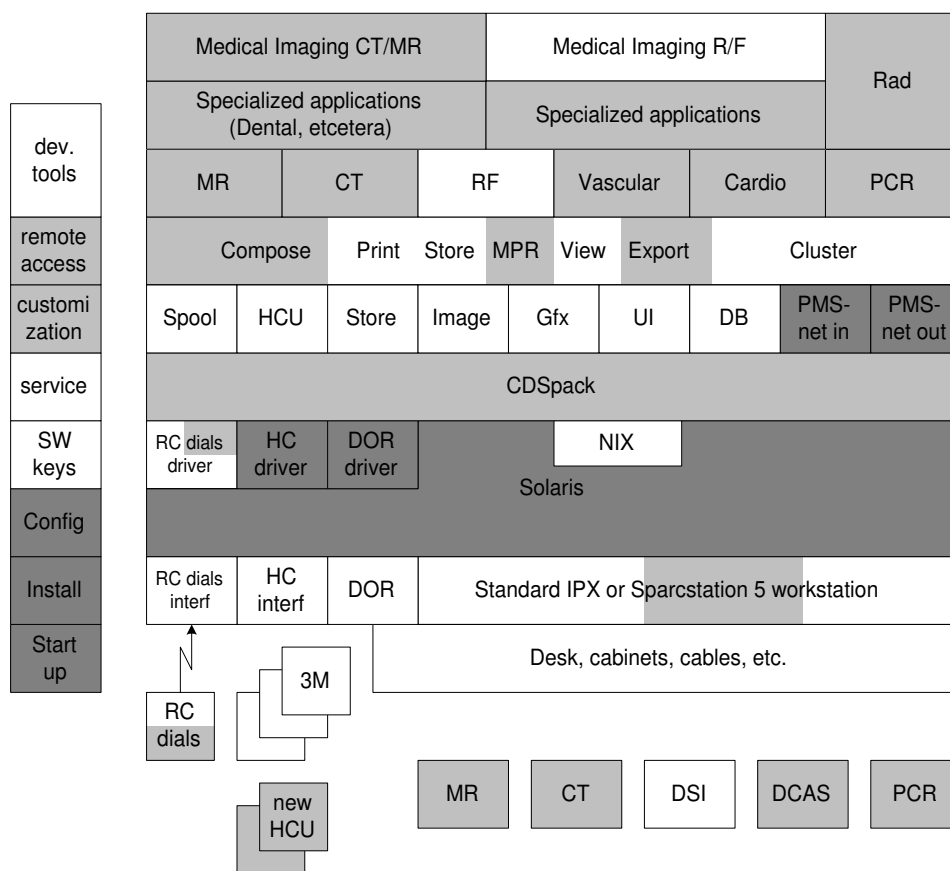 Medical Imaging CT/MR
Medical Imaging R/F
Rad
Specialized applications
(Dental, etcetera)
Specialized applications
dev.
tools
MR
CT
RF
Vascular
Cardio
PCR
remote
access
Compose
Print
Store
MPR
View
Export
Cluster
customi
zation
Spool
HCU
Store
Image
Gfx
UI
DB
PMS-
net in
PMS-
net out
service
CDSpack
SW
keys
RC dials
driver
HC
driver
DOR
driver
NIX
Solaris
Config
Install
RC dials
interf
HC
interf
DOR
Standard IPX or Sparcstation 5 workstation
Start
up
Desk, cabinets, cables, etc.
3M
RC
dials
new
HCU
MR
CT
DSI
DCAS
PCR